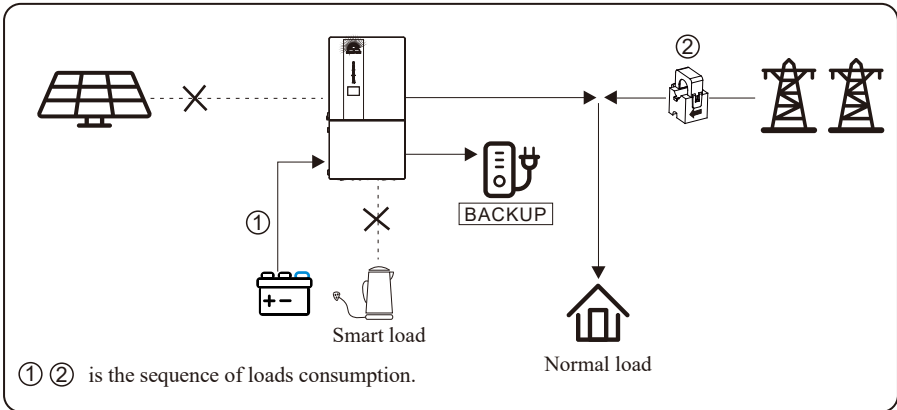 ②
①
BACKUP
Smart load
Normal load
① ② is the sequence of loads consumption.